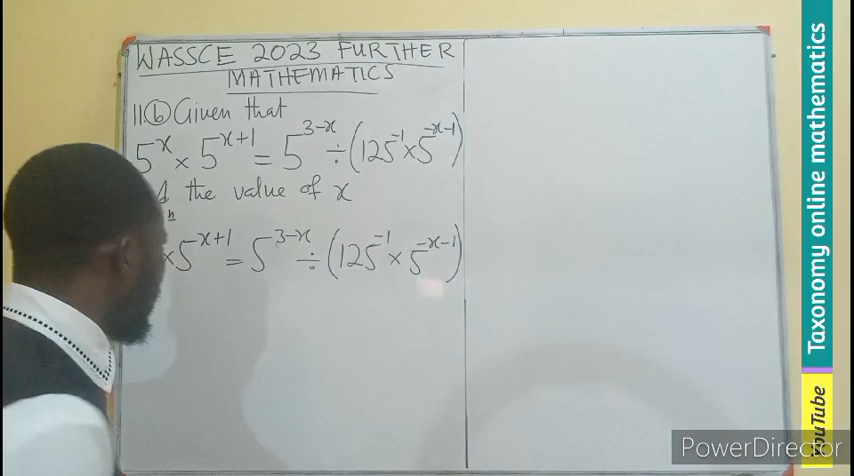 WASSCE 2023 FURTHER
MATHEMATICS
11.(b) Given that
5^x × 5^(x+1) = 5^(3-x) ÷ (125^(-1) × 5^(-x-1))
the value of x
n
× 5^(x+1) = 5^(3-x) ÷ (125^(-1) × 5^(-x-1))
Taxonomy online mathematics
YouTube
PowerDirector